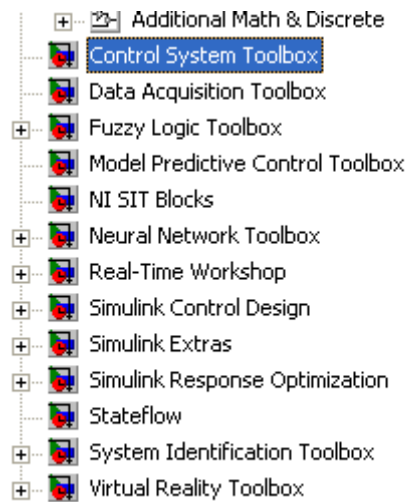 Additional Math & Discrete
Control System Toolbox
Data Acquisition Toolbox
Fuzzy Logic Toolbox
Model Predictive Control Toolbox
NI SIT Blocks
Neural Network Toolbox
Real-Time Workshop
Simulink Control Design
Simulink Extras
Simulink Response Optimization
Stateflow
System Identification Toolbox
Virtual Reality Toolbox